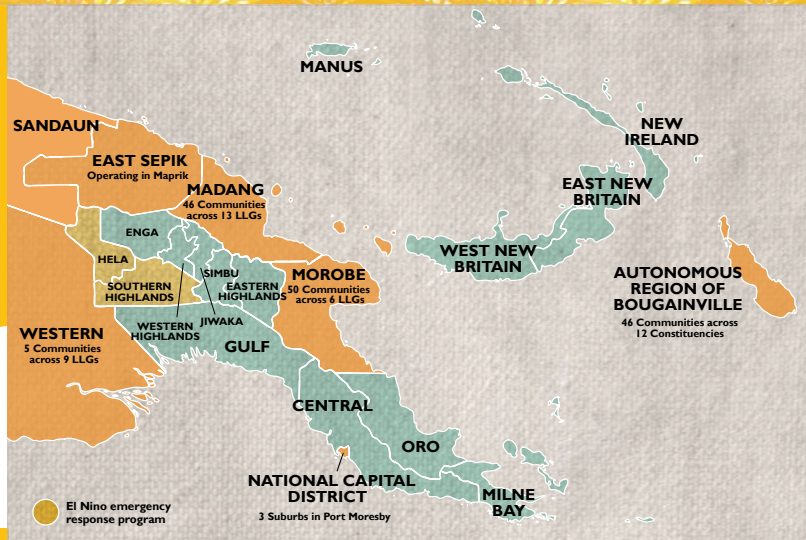 MANUS
SANDAUN
NEW
IRELAND
EAST SEPIK
Operating in Maprik
MADANG
46 Communities
across 13 LLGs
EAST NEW
BRITAIN
ENGA
WEST NEW
BRITAIN
HELA
SIMBU
SOUTHERN
HIGHLANDS
EASTERN
HIGHLANDS
MOROBE
50 Communities
across 6 LLGs
AUTONOMOUS
REGION OF
BOUGAINVILLE
46 Communities across
12 Constituencies
WESTERN
5 Communities
across 9 LLGs
WESTERN
HIGHLANDS
JIWAKA
GULF
CENTRAL
ORO
NATIONAL CAPITAL
DISTRICT
3 Suburbs in Port Moresby
MILNE
BAY
El Nino emergency
response program